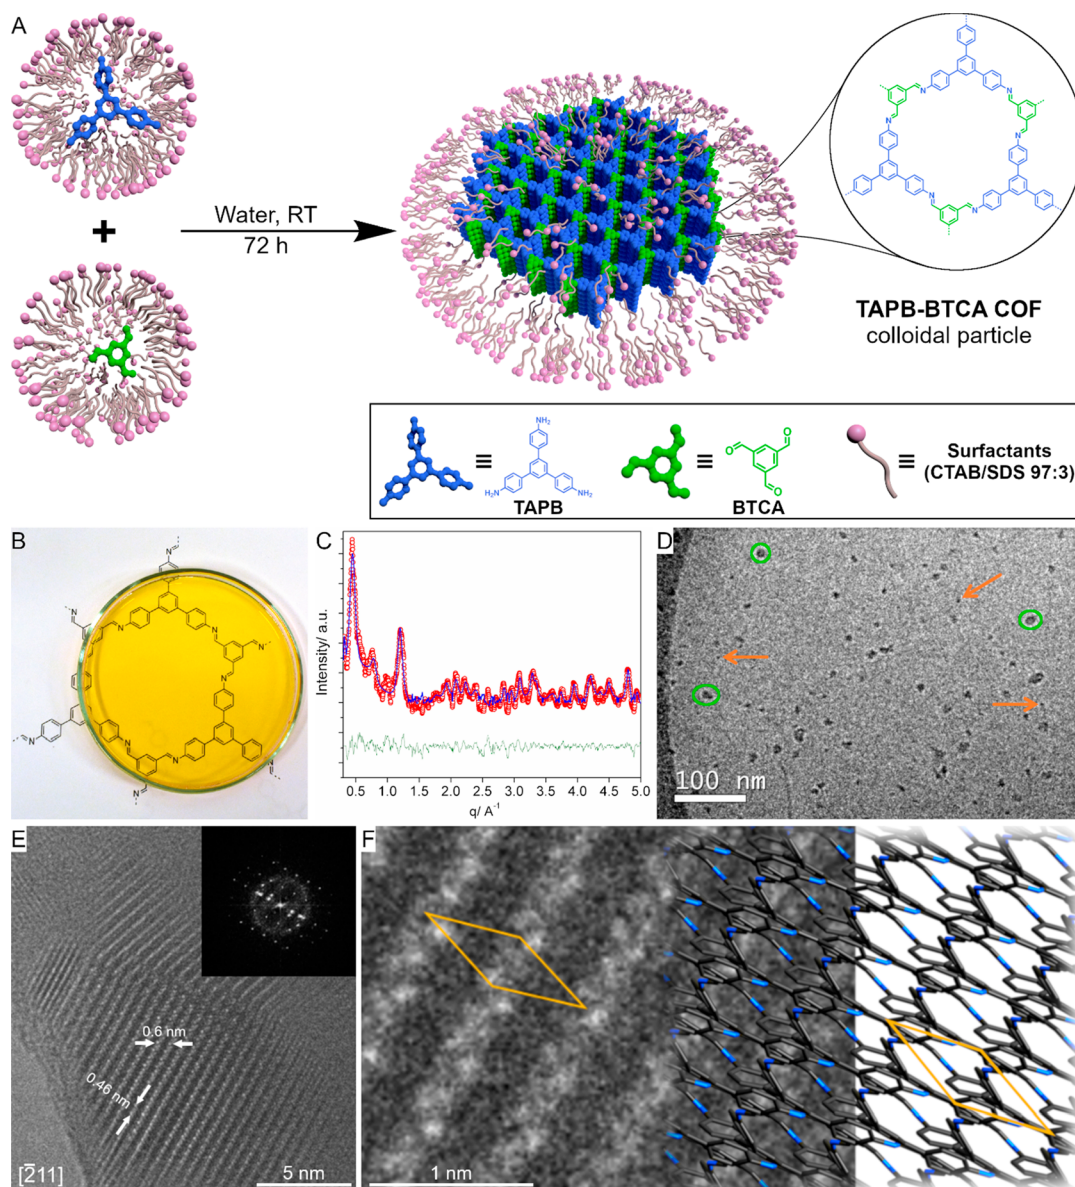 A
Water, RT
72 h
TAPB-BTCA COF
colloidal particle
NH₂
H₂N
NH₂
TAPB
O
O
O
BTCA
Surfactants
(CTAB/SDS 97:3)
N
N
N
N
N
N
B
N
N
N
N
N
N
N
N
N
C
Intensity/ a.u.
0.5 1.0 1.5 2.0 2.5 3.0 3.5 4.0 4.5 5.0
q/ A⁻¹
D
100 nm
E
0.6 nm
0.46 nm
[2̅11]
5 nm
F
1 nm